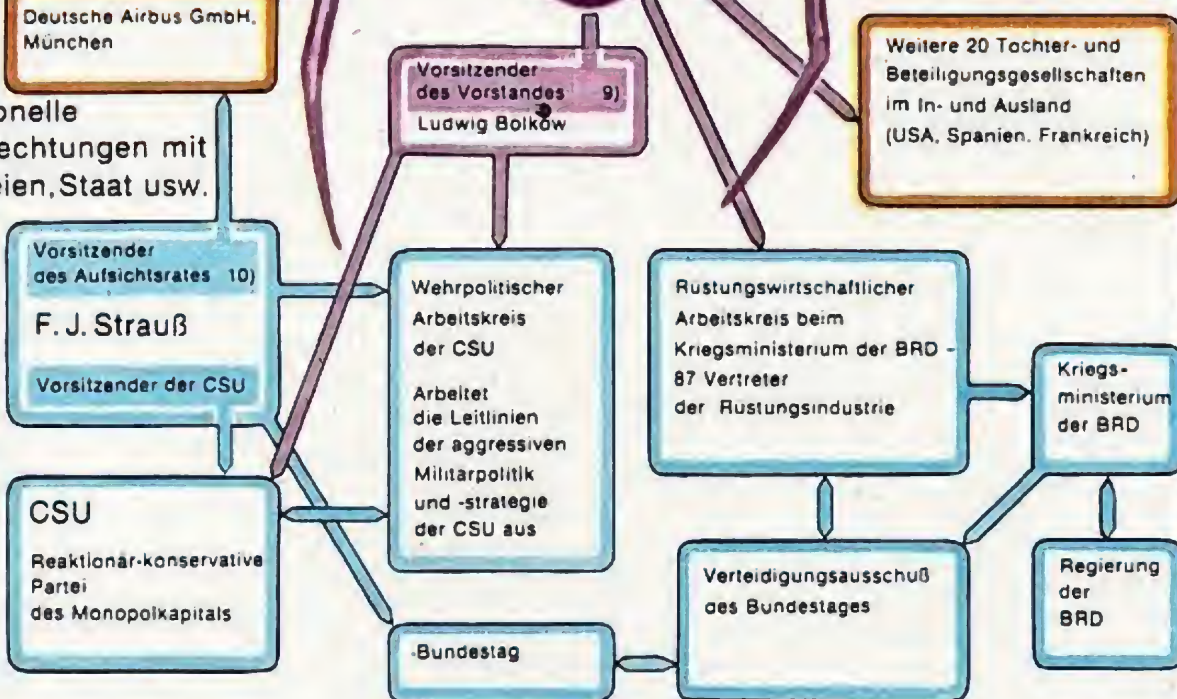 Deutsche Airbus GmbH,
München
onelle
echtungen mit
eien, Staat usw.
Vorsitzender
des Vorstandes 9)
Ludwig Bolkow
Weitere 20 Tochter- und
Beteiligungsgesellschaften
im In- und Ausland
(USA, Spanien. Frankreich)
Vorsitzender
des Aufsichtsrates 10)
F. J. Strauß
Vorsitzender der CSU
Wehrpolitischer
Arbeitskreis
der CSU
Arbeitet
die Leitlinien
der aggressiven
Militarpolitik
und -strategie
der CSU aus
Rustungswirtschaftlicher
Arbeitskreis beim
Kriegsministerium der BRD -
87 Vertreter
der Rustungsindustrie
Kriegs-
ministerium
der BRD
CSU
Reaktionar-konservative
Partei
des Monopolkapitals
-Bundestag
Verteidigungsausschuß
des Bundestages
Regierung
der
BRD